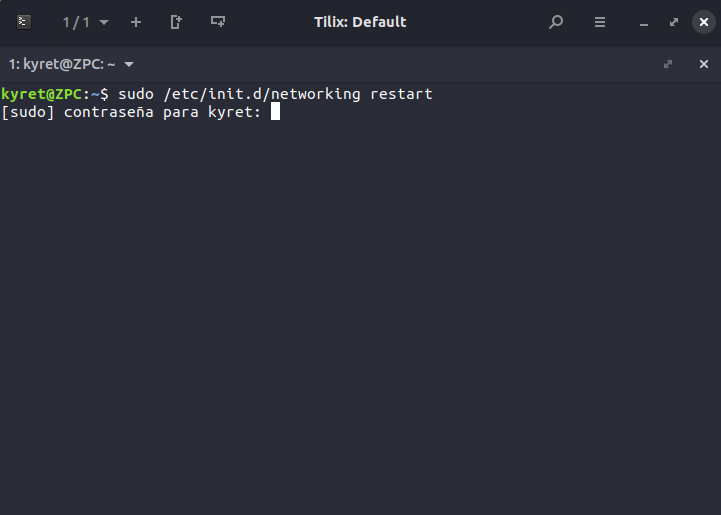 1 / 1 Tilix: Default
1: kyret@ZPC: ~
kyret@ZPC:~$ sudo /etc/init.d/networking restart
[sudo] contraseña para kyret: